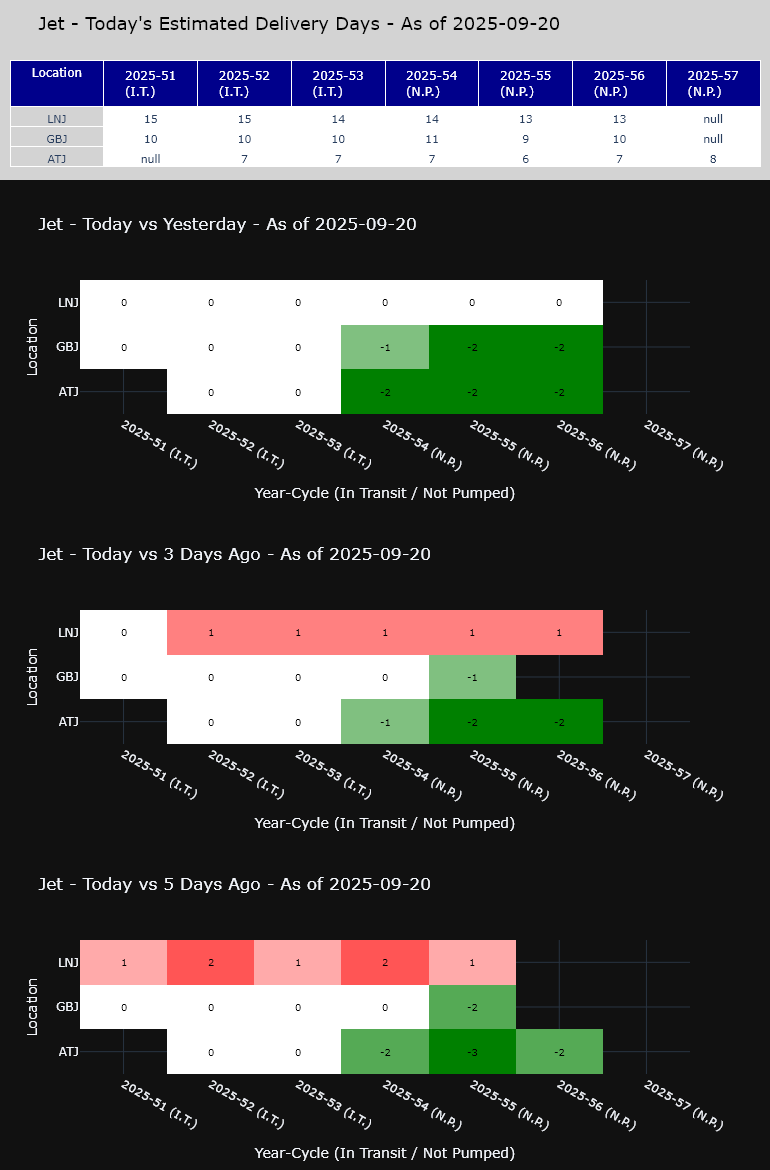 Jet - Today's Estimated Delivery Days - As of 2025-09-20
Location 2025-51 (I.T.) 2025-52 (I.T.) 2025-53 (I.T.) 2025-54 (N.P.) 2025-55 (N.P.) 2025-56 (N.P.) 2025-57 (N.P.)
LNJ 15 15 14 14 13 13 null
GBJ 10 10 10 11 9 10 null
ATJ null 7 7 7 6 7 8
Jet - Today vs Yesterday - As of 2025-09-20
Location
LNJ 0 0 0 0 0 0
GBJ 0 0 0 -1 -2 -2
ATJ 0 0 -2 -2 -2
2025-51 (I.T.) 2025-52 (I.T.) 2025-53 (I.T.) 2025-54 (N.P.) 2025-55 (N.P.) 2025-56 (N.P.) 2025-57 (N.P.)
Year-Cycle (In Transit / Not Pumped)
Jet - Today vs 3 Days Ago - As of 2025-09-20
Location
LNJ 0 1 1 1 1 1
GBJ 0 0 0 0 -1
ATJ 0 0 -1 -2 -2
2025-51 (I.T.) 2025-52 (I.T.) 2025-53 (I.T.) 2025-54 (N.P.) 2025-55 (N.P.) 2025-56 (N.P.) 2025-57 (N.P.)
Year-Cycle (In Transit / Not Pumped)
Jet - Today vs 5 Days Ago - As of 2025-09-20
Location
LNJ 1 2 1 2 1
GBJ 0 0 0 0 -2
ATJ 0 0 -2 -3 -2
2025-51 (I.T.) 2025-52 (I.T.) 2025-53 (I.T.) 2025-54 (N.P.) 2025-55 (N.P.) 2025-56 (N.P.) 2025-57 (N.P.)
Year-Cycle (In Transit / Not Pumped)